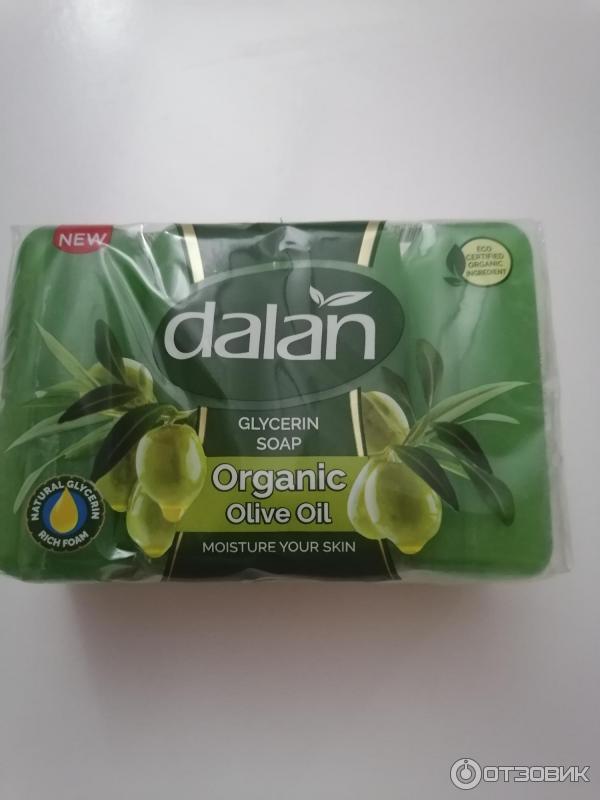 NEW
ECO
CERTIFIED
ORGANIC
INGREDIENT
dalan
GLYCERIN
SOAP
Organic
Olive Oil
MOISTURE YOUR SKIN
NATURAL GLYCERIN
RICH FOAM
ОТЗОВИК